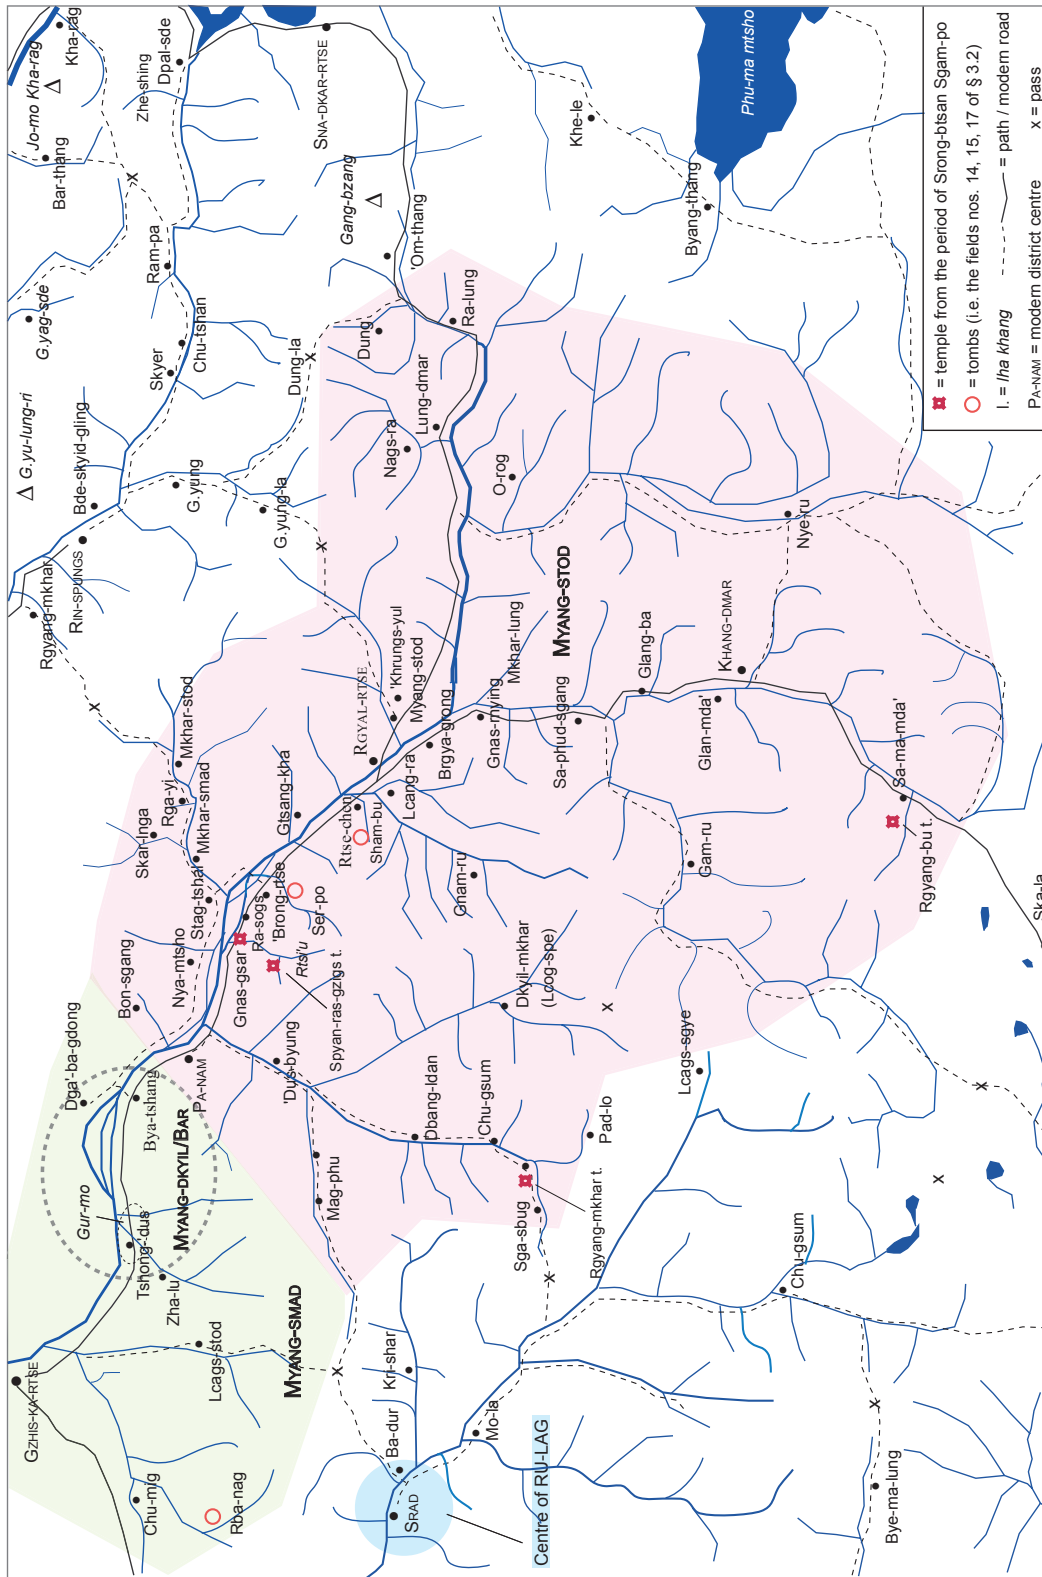 Kha-rag
Jo-mo Kha-rag
Bar-thang
G.yag-sde
G.yu-lung-ri
Bde-skyid-gling
RIN-SPUNGS
Rgyang-mkhar
Zhe-shing
Dpal-sde
Ram-pa
Chu-tshan
Skyer
G.yung
G.yung-la
Dung-la
SNA-DKAR-RTSE
Gang-bzang
'Om-thang
Dung
Ra-lung
Lung-dmar
Nags-ra
O-rog
Khe-le
Phu-ma mtsho
Byang-thang
Nye-ru
MYANG-STOD
Mkhar-lung
Glang-ba
KHANG-DMAR
Glan-mda'
Sa-phud-sgang
Gnas-mying
Brgya-grong
Myang-stod
'Khrungs-yul
RGYAL-RTSE
Lcang-ra
Rtse-chen
Sham-bu
Gtsang-kha
Mkhar-stod
Rga-yi
Mkhar-smad
Skar-lnga
Stag-tshal
Nya-mtsho
Bon-sgang
Ra-sogs
'Brong-rtse
Ser-po
Gnas-gsar
Rtsi'u
Spyan-ras-gzigs t.
Gnam-ru
Gam-ru
Sa-ma-mda'
Rgyang-bu t.
Ska-la
Dkyil-mkhar
(Lcog-spe)
Lcags-sgye
'Dus-byung
PA-NAM
Dga'-ba-gdong
Bya-tshang
MYANG-DKYIL/BAR
Gur-mo
Tshong-'dus
Zha-lu
Lcags-stod
GZHIS-KA-RTSE
Chu-mig
Rba-nag
MYANG-SMAD
Mag-phu
Dbang-ldan
Chu-gsum
Pad-lo
Sga-sbug
Rgyang-mkhar t.
Chu-gsum
Kri-shar
Ba-dur
Mo-la
SRAD
Centre of RU-LAG
Bye-ma-lung
x x x x x x x x x x
= temple from the period of Srong-btsan Sgam-po
= tombs (i.e. the fields nos. 14, 15, 17 of § 3.2)
l. = lha khang = path / modern road
PA-NAM = modern district centre x = pass